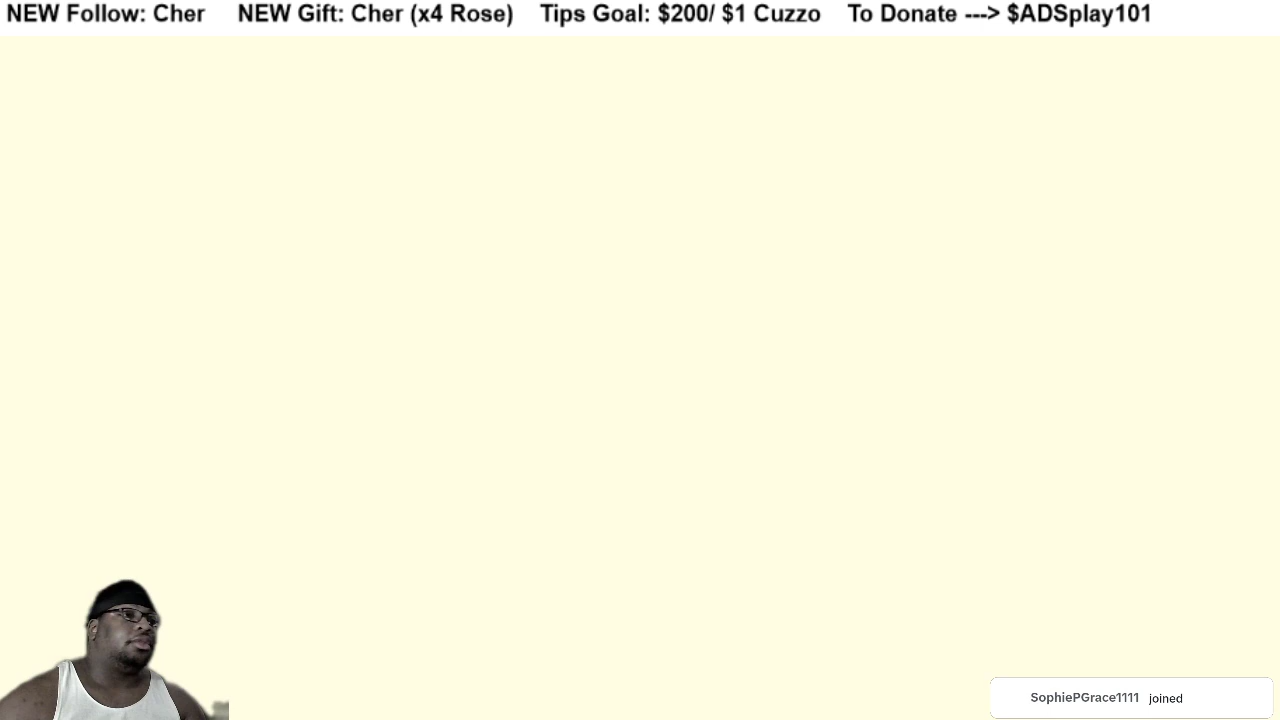 NEW Follow: Cher NEW Gift: Cher (x4 Rose) Tips Goal: $200/ $1 Cuzzo To Donate ---> $ADSplay101
SophiePGrace1111 joined